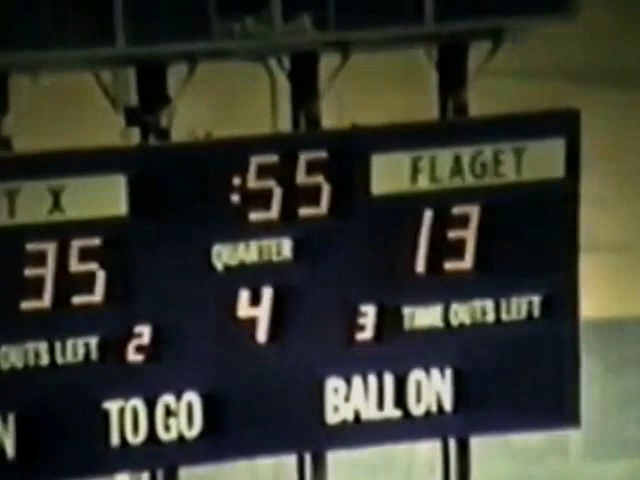 T X :55 FLAGET
35 QUARTER 13
OUTS LEFT 2 4 3 TIME OUTS LEFT
N TO GO BALL ON